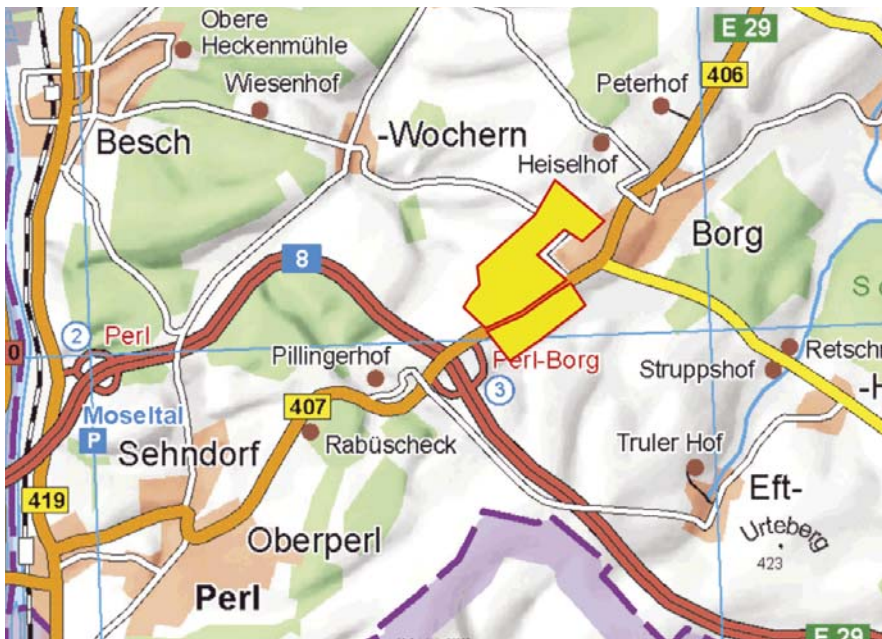 Obere
Heckenmühle
E 29
406
Wiesenhof
Peterhof
Besch
-Wochern
Heiselhof
Borg
8
2
Perl
0
Pillingerhof
Perl-Borg
3
Retschr
Struppshof
-H
Moseltal
P
407
Rabüscheck
Sehndorf
Truler Hof
419
Eft-
Urteberg
423
Oberperl
Perl
E 29